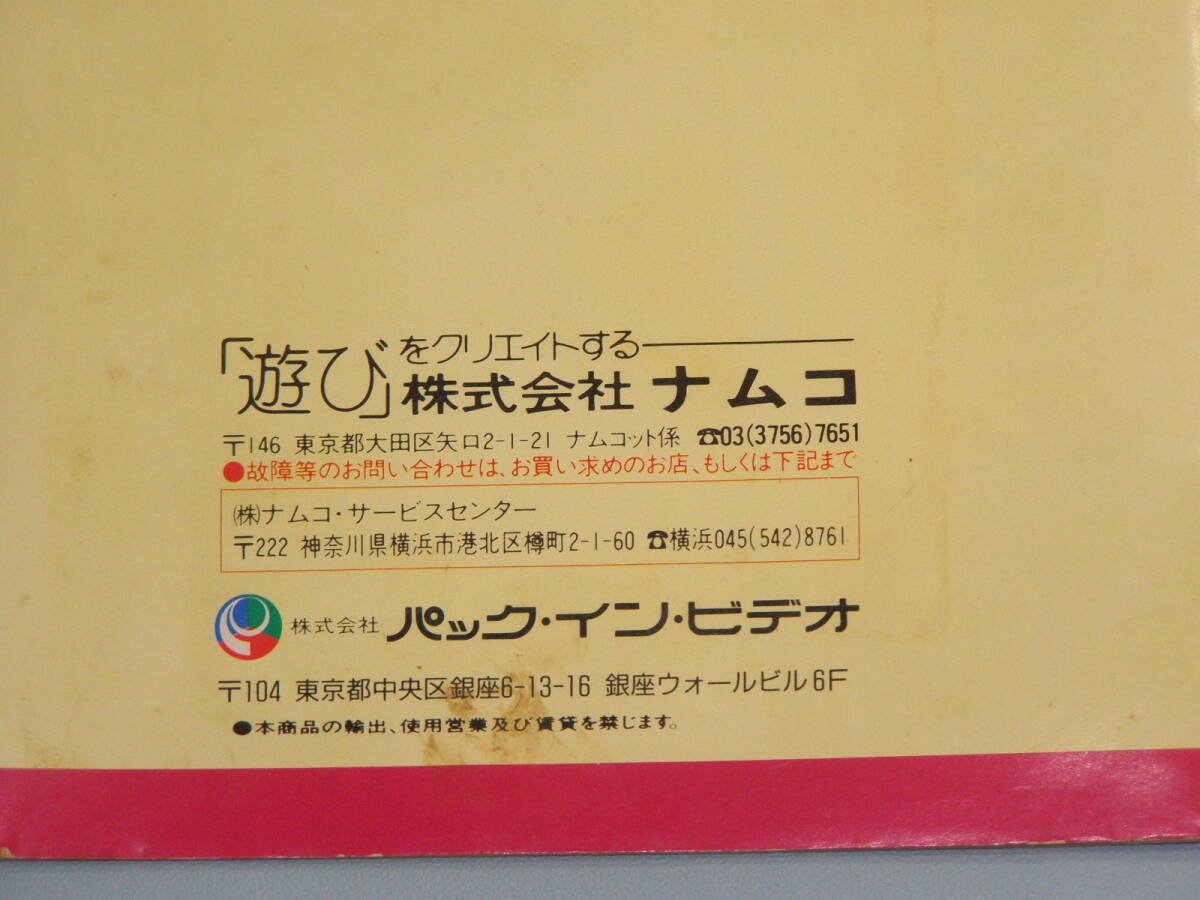 「遊び」をクリエイトする
株式会社 ナムコ
〒146 東京都大田区矢口2-1-21 ナムコット係 ☎03(3756)7651
●故障等のお問い合わせは、お買い求めのお店、もしくは下記まで
㈱ナムコ・サービスセンター
〒222 神奈川県横浜市港北区樽町2-1-60 ☎横浜045(542)8761
株式会社 パック・イン・ビデオ
〒104 東京都中央区銀座6-13-16 銀座ウォールビル6F
●本商品の輸出、使用営業及び賃貸を禁じます。